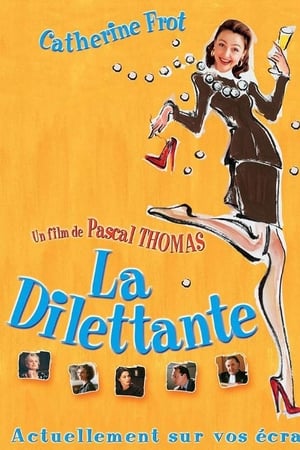 Catherine Frot
Un film de Pascal THOMAS
LA
DILETTANTE
Actuellement sur vos écra